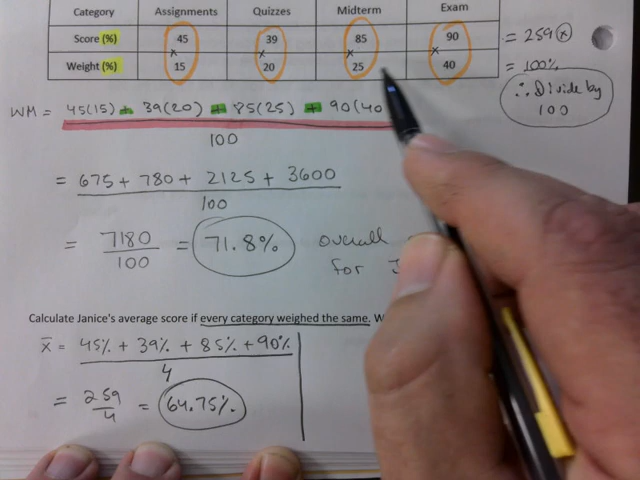 Category Assignments Quizzes Midterm Exam
Score (%) 45 39 85 90 = 259 ⓧ
× × × ×
Weight (%) 15 20 25 40 = 100%
∴ Divide by
100
WM = 45(15) + 39(20) + 85(25) + 90(40
100
= 675 + 780 + 2125 + 3600
100
= 7180 = 71.8% overall
100 for J
Calculate Janice's average score if every category weighed the same. W
x̄ = 45% + 39% + 85% + 90%
4
= 259 = 64.75%
4